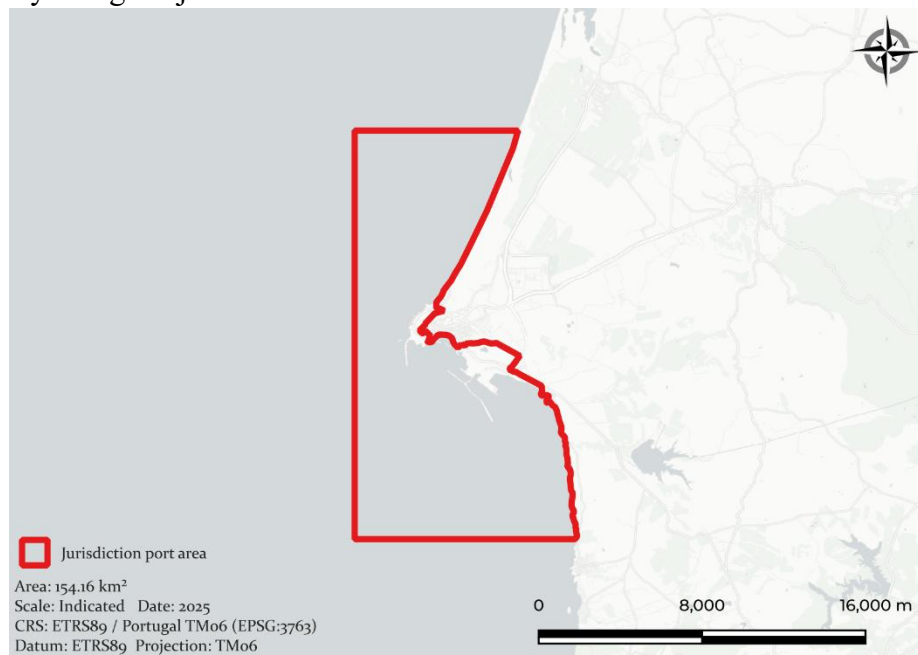 Jurisdiction port area
Area: 154.16 km²
Scale: Indicated Date: 2025
CRS: ETRS89 / Portugal TM06 (EPSG:3763)
Datum: ETRS89 Projection: TM06
0 8,000 16,000 m